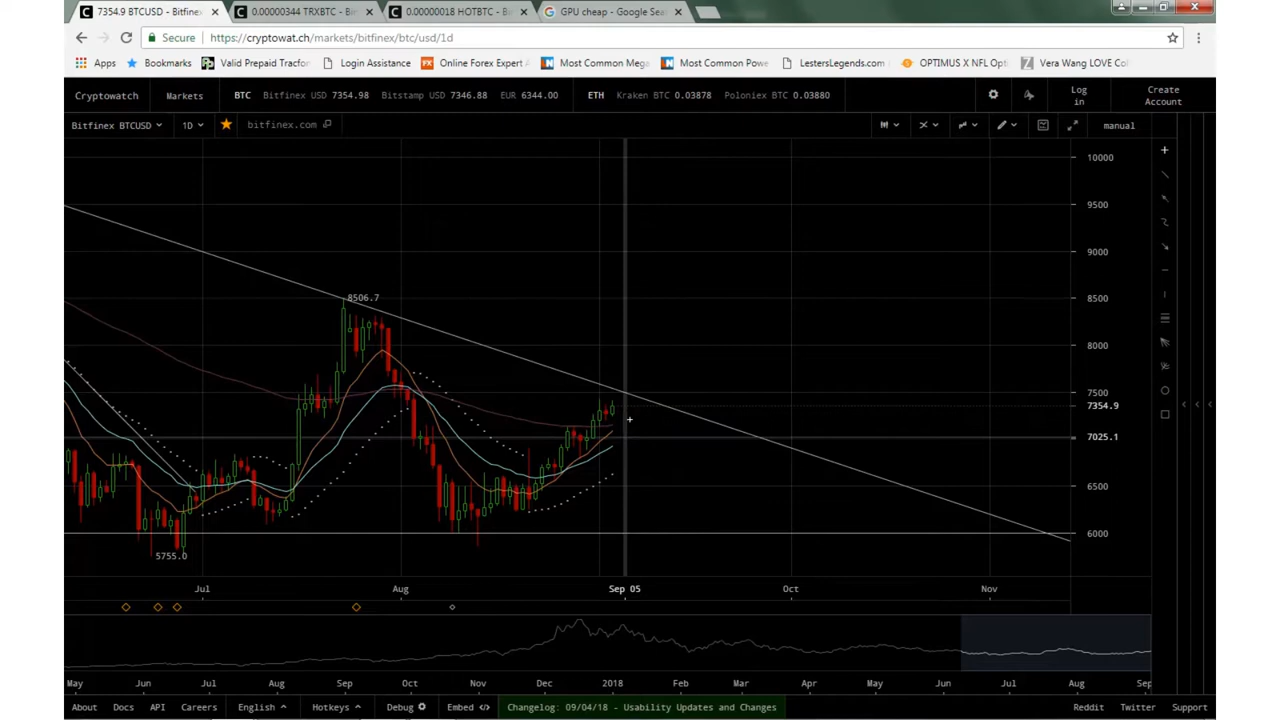 7354.9 BTCUSD - Bitfinex
0.00000344 TRXBTC - Bi
0.00000018 HOTBTC - B
GPU cheap - Google Sea
Secure https://cryptowat.ch/markets/bitfinex/btc/usd/1d
Apps Bookmarks Valid Prepaid Tracfor Login Assistance Online Forex Expert Most Common Mega Most Common Powe LestersLegends.com OPTIMUS X NFL Opti Vera Wang LOVE Col
Cryptowatch Markets BTC Bitfinex USD 7354.98 Bitstamp USD 7346.88 EUR 6344.00 ETH Kraken BTC 0.03878 Poloniex BTC 0.03880 Log in Create Account
Bitfinex BTCUSD 1D bitfinex.com manual
10000
9500
9000
8506.7 8500
8000
7500
7354.9
7025.1
6500
6000
5755.0
Jul Aug Sep 05 Oct Nov
May Jun Jul Aug Sep Oct Nov Dec 2018 Feb Mar Apr May Jun Jul Aug Sep
About Docs API Careers English Hotkeys Debug Embed Changelog: 09/04/18 - Usability Updates and Changes Reddit Twitter Support